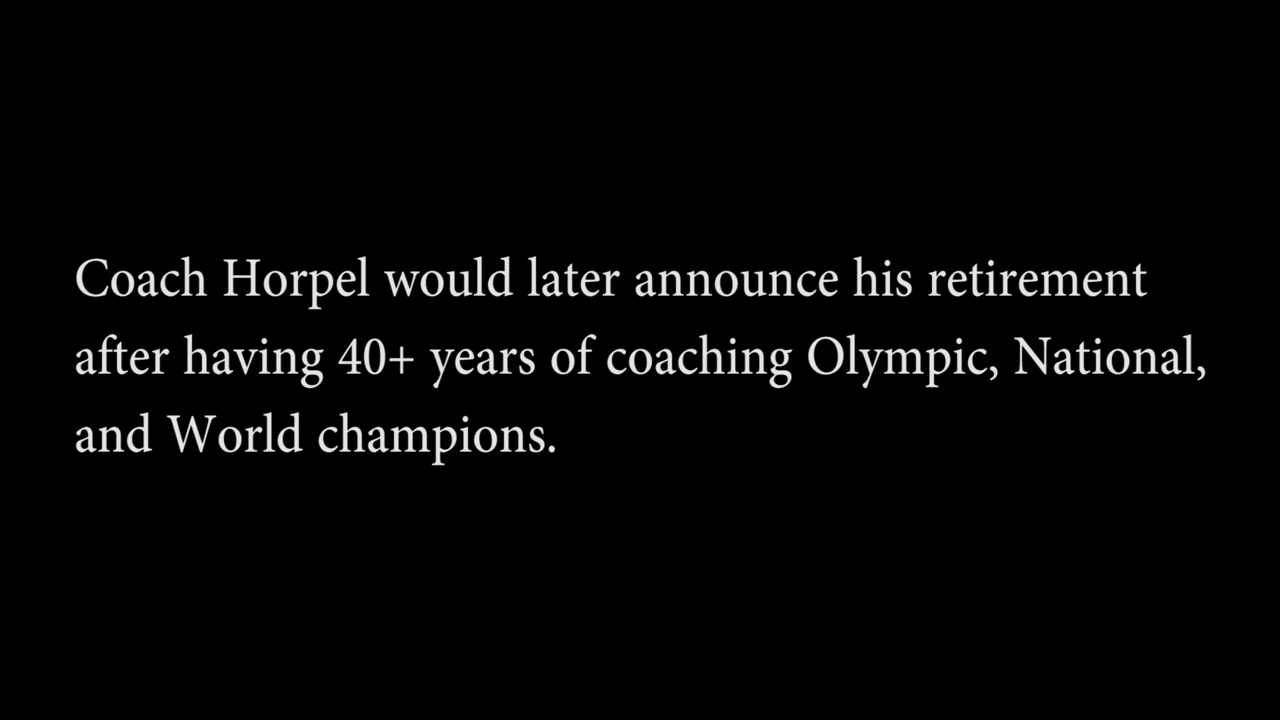 Coach Horpel would later announce his retirement
after having 40+ years of coaching Olympic, National,
and World champions.